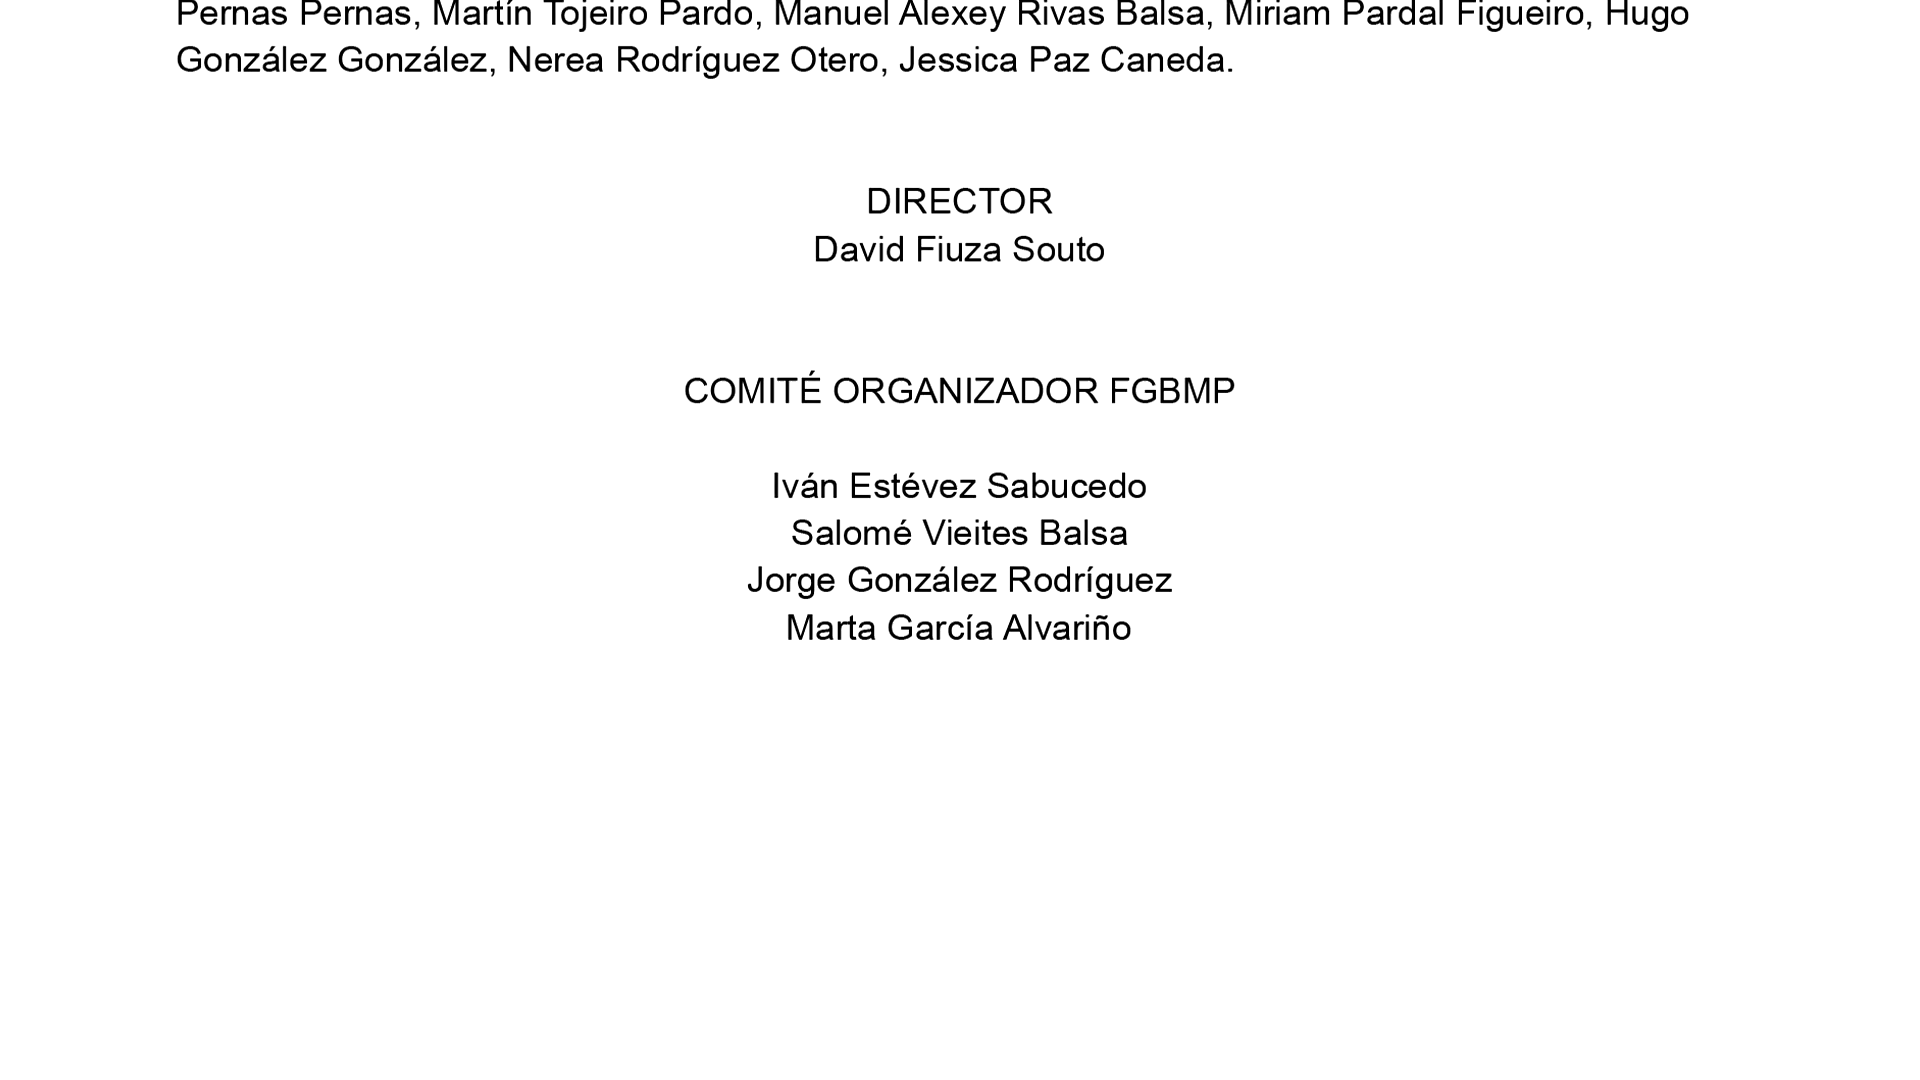 Pernas Pernas, Martín Tojeiro Pardo, Manuel Alexey Rivas Balsa, Miriam Pardal Figueiro, Hugo
González González, Nerea Rodríguez Otero, Jessica Paz Caneda.
DIRECTOR
David Fiuza Souto
COMITÉ ORGANIZADOR FGBMP
Iván Estévez Sabucedo
Salomé Vieites Balsa
Jorge González Rodríguez
Marta García Alvariño